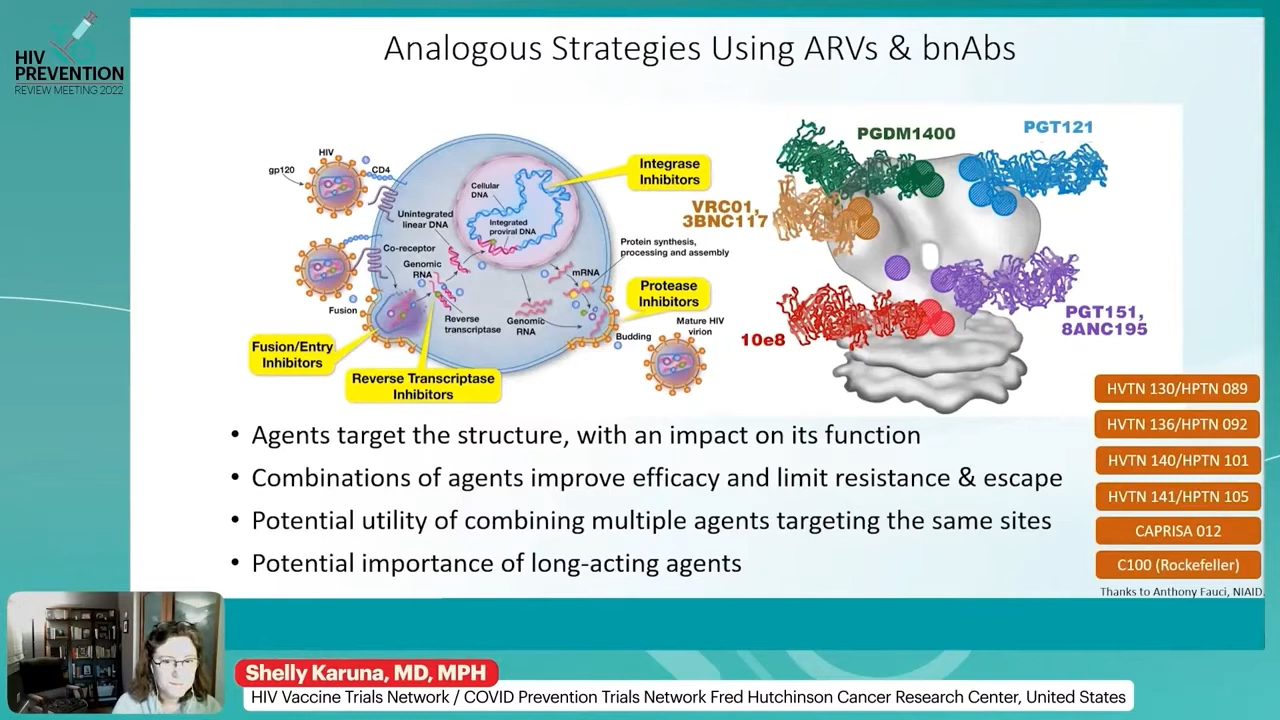 HIV
PREVENTION
REVIEW MEETING 2022
Analogous Strategies Using ARVs & bnAbs
HIV
gp120
CD4
Cellular
DNA
Integrase
Inhibitors
Unintegrated
linear DNA
Integrated
proviral DNA
Co-receptor
Genomic
RNA
Protein synthesis,
processing and assembly
mRNA
Protease
Inhibitors
Fusion
Reverse
transcriptase
Genomic
RNA
Budding
Mature HIV
virion
Fusion/Entry
Inhibitors
Reverse Transcriptase
Inhibitors
PGDM1400
PGT121
VRC01,
3BNC117
PGT151,
8ANC195
10e8
• Agents target the structure, with an impact on its function
• Combinations of agents improve efficacy and limit resistance & escape
• Potential utility of combining multiple agents targeting the same sites
• Potential importance of long-acting agents
HVTN 130/HPTN 089
HVTN 136/HPTN 092
HVTN 140/HPTN 101
HVTN 141/HPTN 105
CAPRISA 012
C100 (Rockefeller)
Thanks to Anthony Fauci, NIAID.
Shelly Karuna, MD, MPH
HIV Vaccine Trials Network / COVID Prevention Trials Network Fred Hutchinson Cancer Research Center, United States